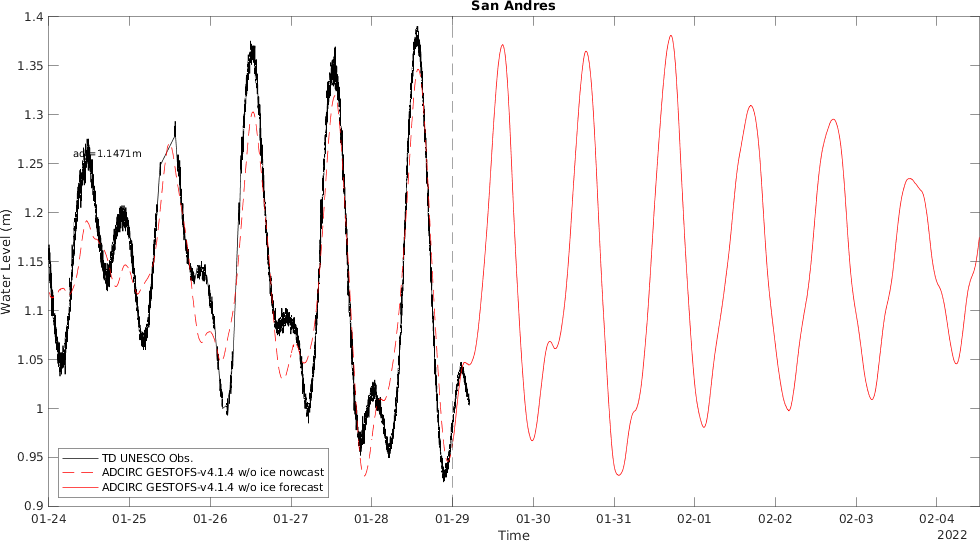 San Andres
1.4
1.35
1.3
1.25
1.2
1.15
1.1
1.05
1
0.95
0.9
Water Level (m)
=1.1471m
TD UNESCO Obs.
ADCIRC GESTOFS-v4.1.4 w/o ice nowcast
ADCIRC GESTOFS-v4.1.4 w/o ice forecast
01-24 01-25 01-26 01-27 01-28 01-29 01-30 01-31 02-01 02-02 02-03 02-04
Time
2022